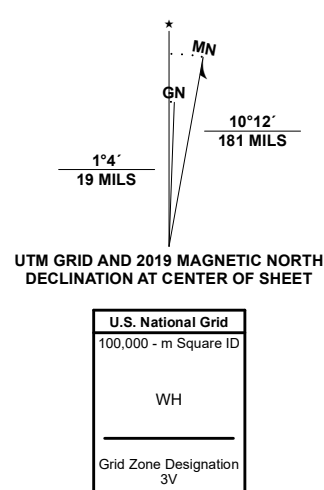 ★
MN
GN
10°12´
181 MILS
1°4´
19 MILS
UTM GRID AND 2019 MAGNETIC NORTH
DECLINATION AT CENTER OF SHEET
U.S. National Grid
100,000 - m Square ID
WH
Grid Zone Designation
3V